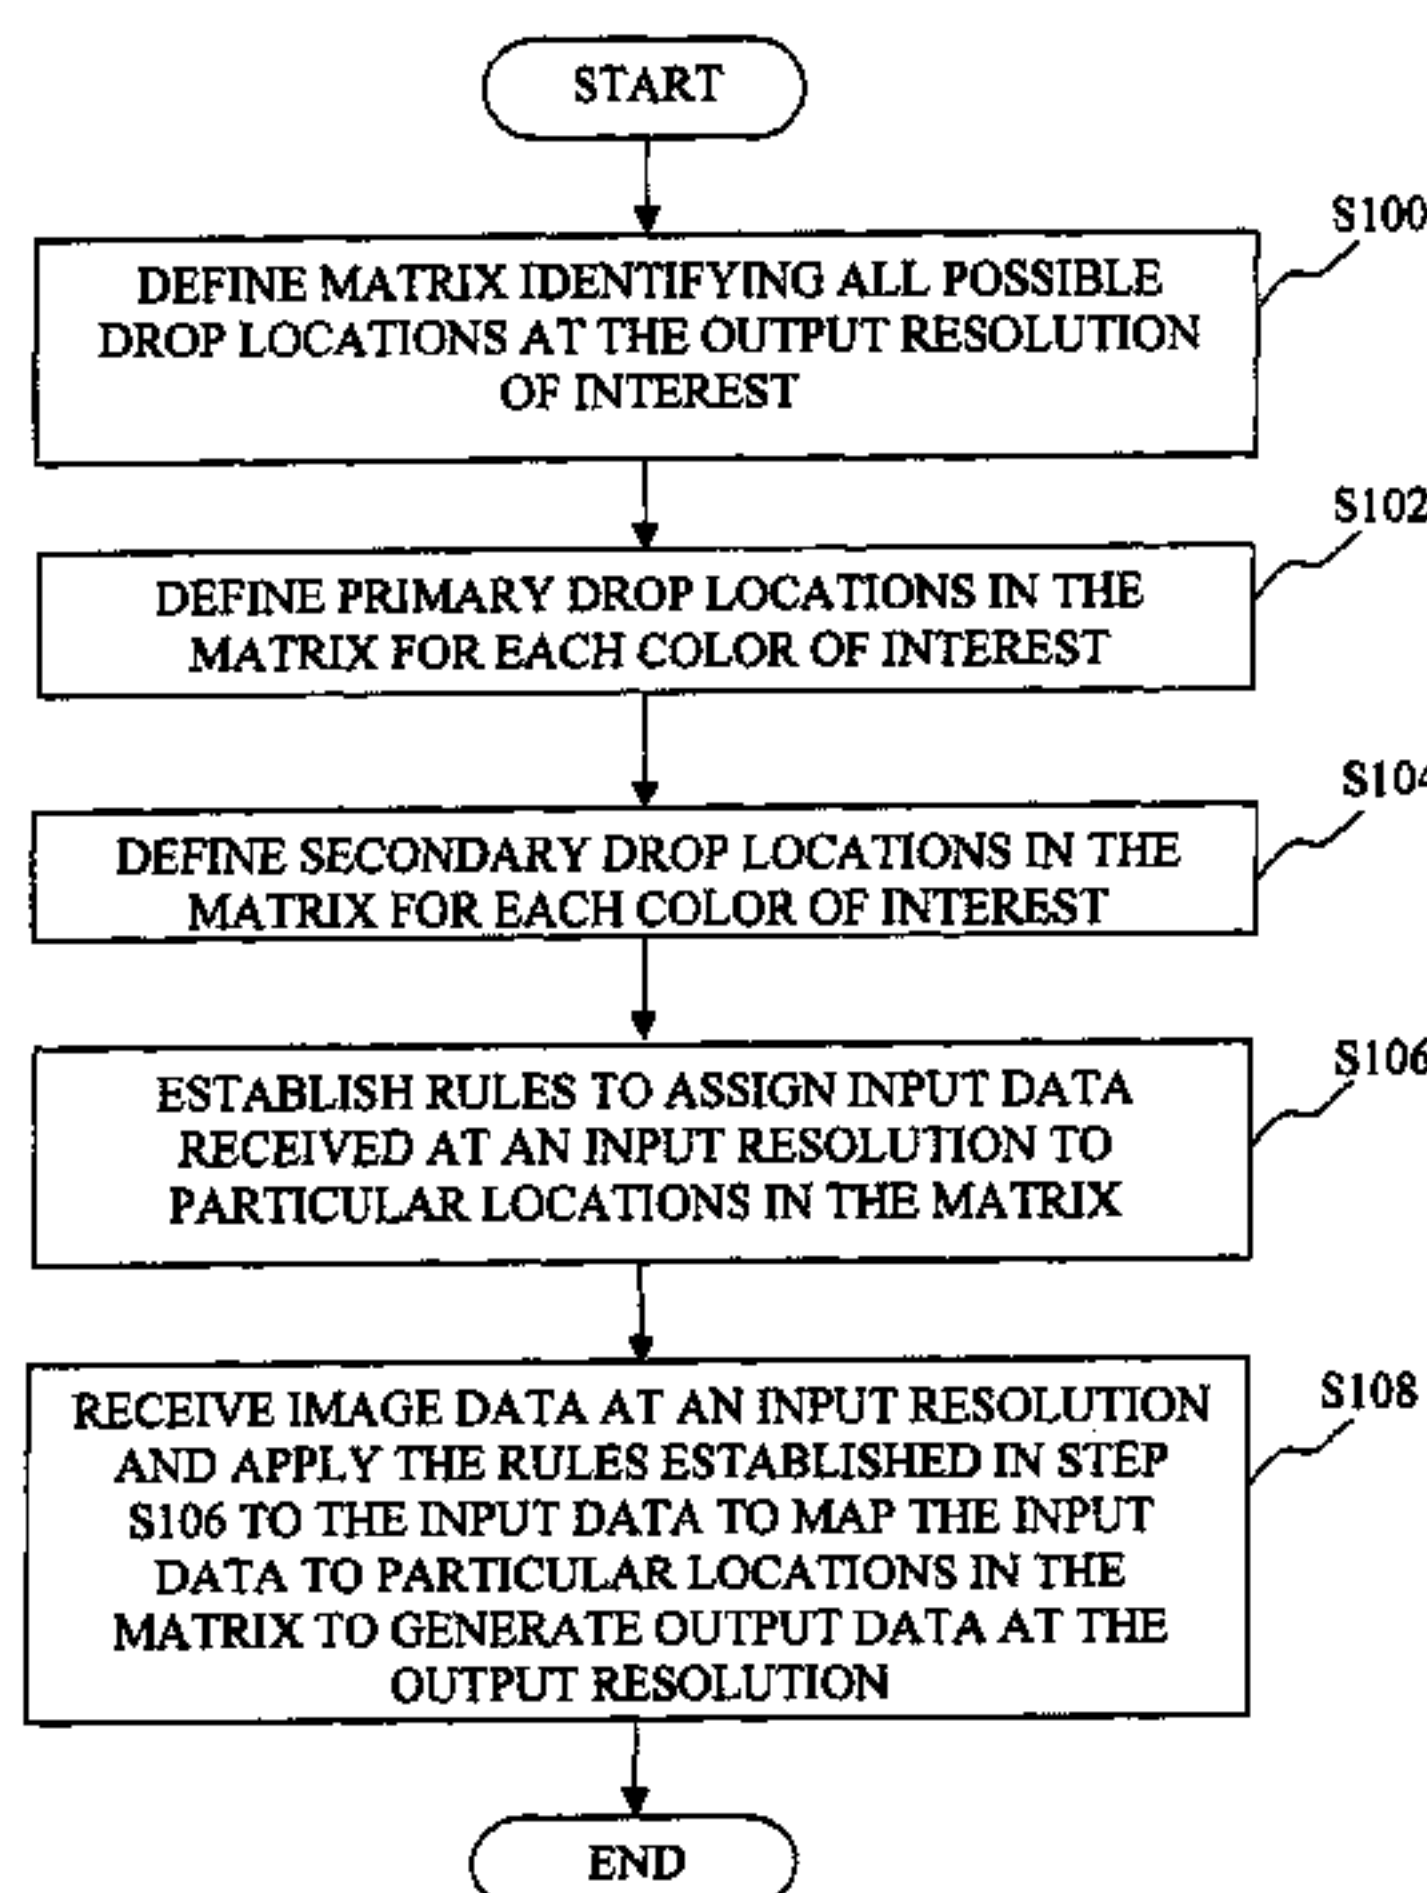 START
S100
DEFINE MATRIX IDENTIFYING ALL POSSIBLE
DROP LOCATIONS AT THE OUTPUT RESOLUTION
OF INTEREST
S102
DEFINE PRIMARY DROP LOCATIONS IN THE
MATRIX FOR EACH COLOR OF INTEREST
S104
DEFINE SECONDARY DROP LOCATIONS IN THE
MATRIX FOR EACH COLOR OF INTEREST
S106
ESTABLISH RULES TO ASSIGN INPUT DATA
RECEIVED AT AN INPUT RESOLUTION TO
PARTICULAR LOCATIONS IN THE MATRIX
S108
RECEIVE IMAGE DATA AT AN INPUT RESOLUTION
AND APPLY THE RULES ESTABLISHED IN STEP
S106 TO THE INPUT DATA TO MAP THE INPUT
DATA TO PARTICULAR LOCATIONS IN THE
MATRIX TO GENERATE OUTPUT DATA AT THE
OUTPUT RESOLUTION
END